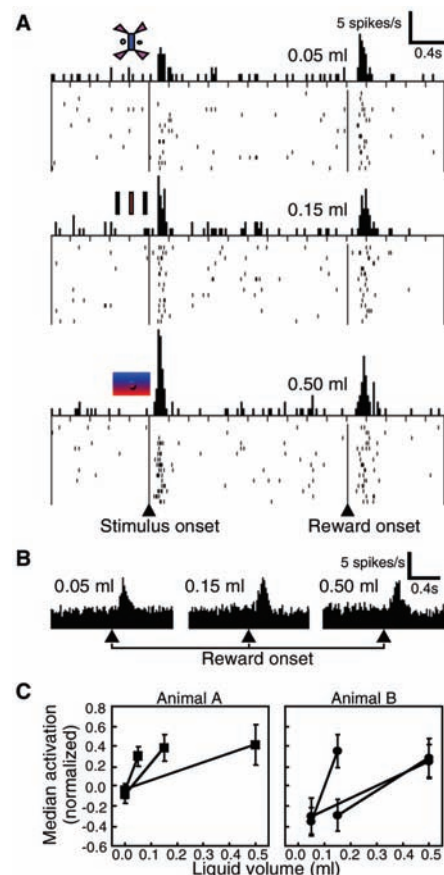 A
5 spikes/s
0.4s
0.05 ml
0.15 ml
0.50 ml
Stimulus onset
Reward onset
B
5 spikes/s
0.4s
0.05 ml
0.15 ml
0.50 ml
Reward onset
C
Animal A
Animal B
Median activation
(normalized)
0.8
0.6
0.4
0.2
0.0
-0.2
-0.4
-0.6
0.0 0.1 0.2 0.3 0.4 0.5
0.0 0.1 0.2 0.3 0.4 0.5
Liquid volume (ml)